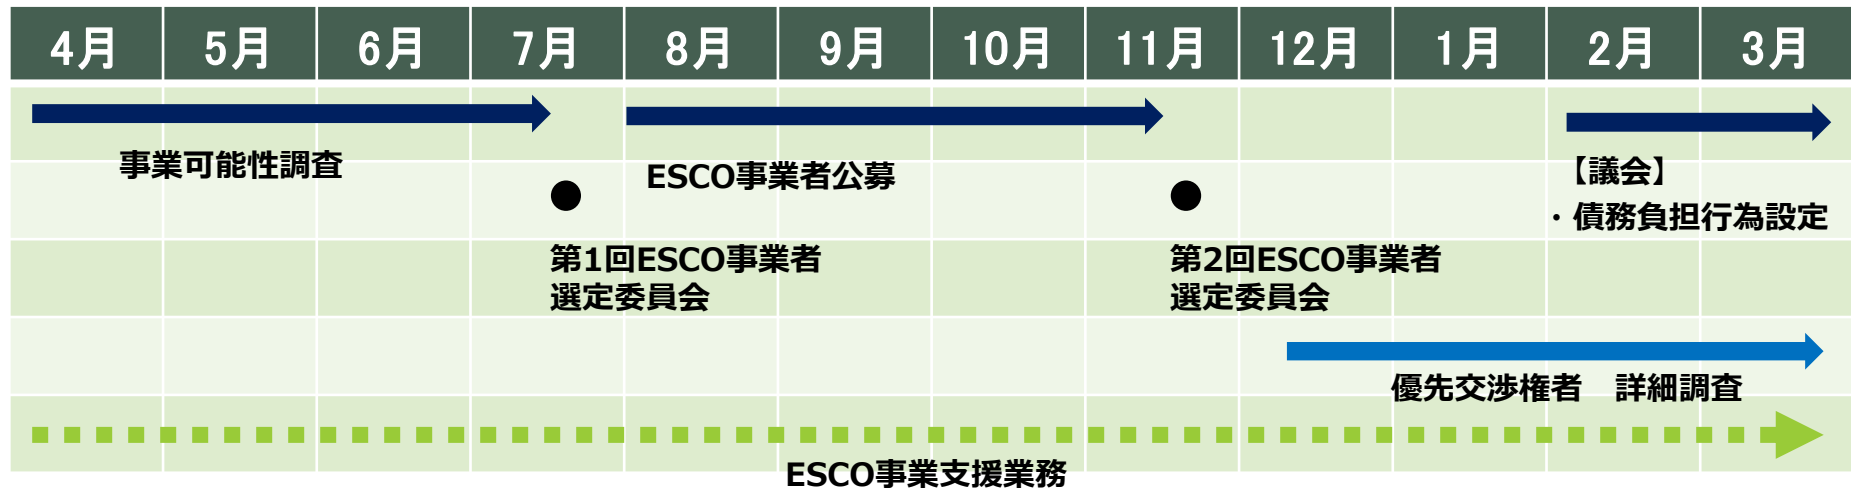 4月 5月 6月 7月 8月 9月 10月 11月 12月 1月 2月 3月
事業可能性調査
ESCO事業者公募
【議会】
・債務負担行為設定
第1回ESCO事業者
選定委員会
第2回ESCO事業者
選定委員会
優先交渉権者　詳細調査
ESCO事業支援業務